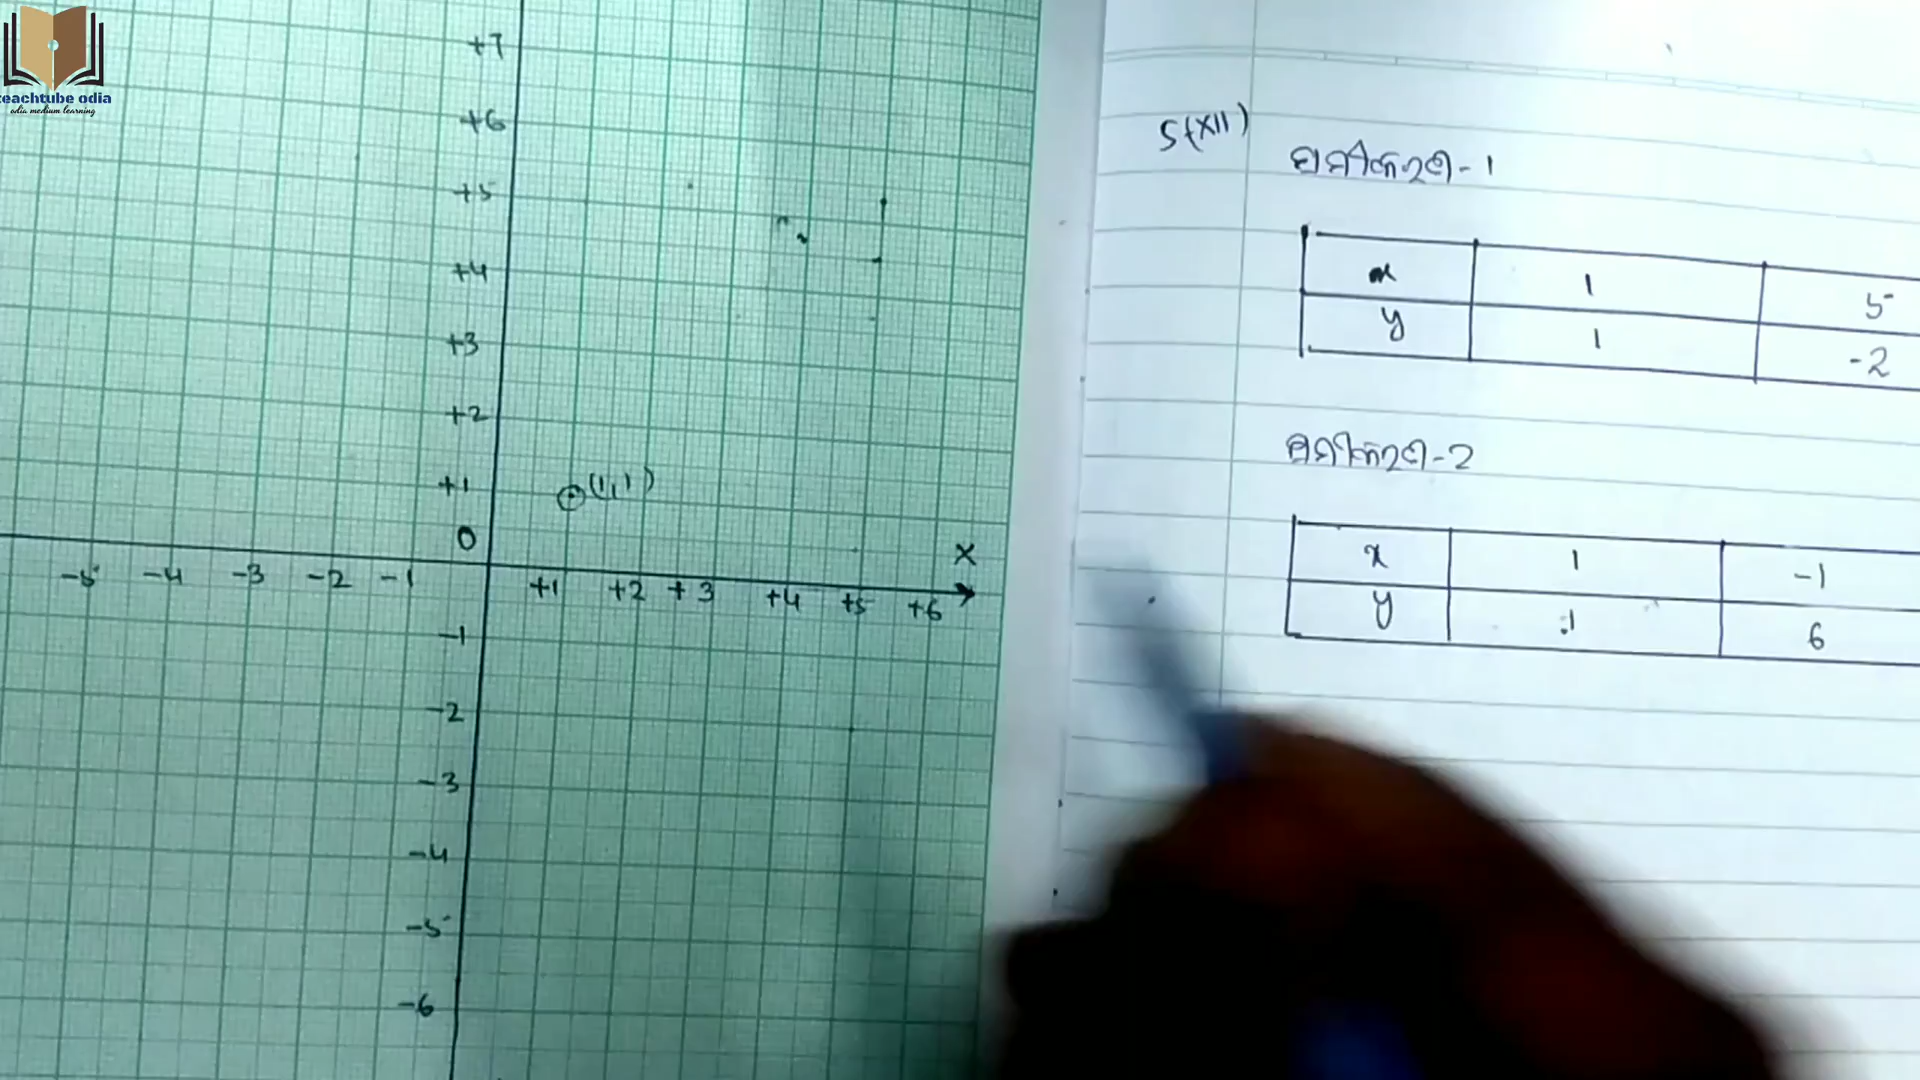 teachtube odia
odia medium learning
+7
+6
+5
+4
+3
+2
+1 (1,1)
0 X
-5 -4 -3 -2 -1 +1 +2 +3 +4 +5 +6
-1
-2
-3
-4
-5
-6
5(XII)
ସମୀକରଣ-1
x 1 5
y 1 -2
ସମୀକରଣ-2
x 1 -1
y 1 6